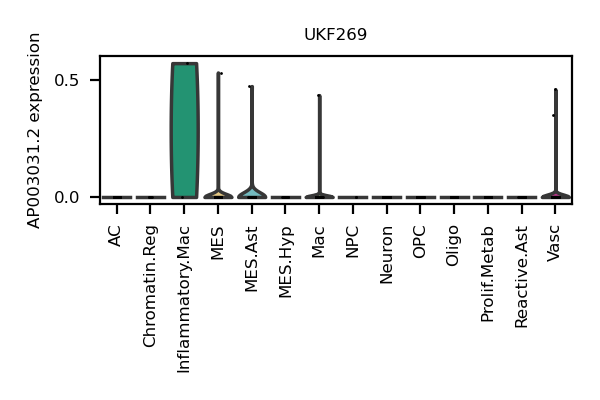 UKF269
AP003031.2 expression
0.5
0.0
AC
Chromatin.Reg
Inflammatory.Mac
MES
MES.Ast
MES.Hyp
Mac
NPC
Neuron
OPC
Oligo
Prolif.Metab
Reactive.Ast
Vasc